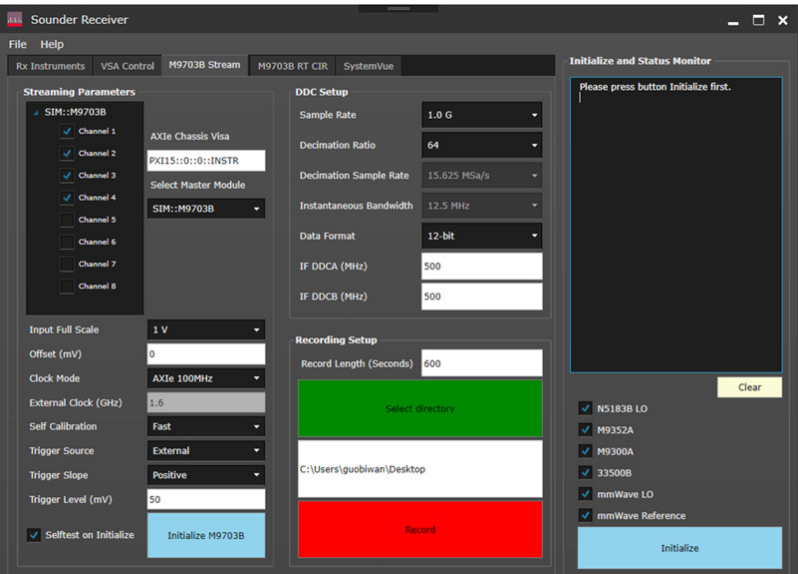 Sounder Receiver
File Help
Rx Instruments VSA Control M9703B Stream M9703B RT CIR SystemVue
Streaming Parameters
SIM::M9703B
Channel 1
Channel 2
Channel 3
Channel 4
Channel 5
Channel 6
Channel 7
Channel 8
AXIe Chassis Visa
PXI15::0::0::INSTR
Select Master Module
SIM::M9703B
Input Full Scale 1 V
Offset (mV) 0
Clock Mode AXIe 100MHz
External Clock (GHz) 1.6
Self Calibration Fast
Trigger Source External
Trigger Slope Positive
Trigger Level (mV) 50
Selftest on Initialize Initialize M9703B
DDC Setup
Sample Rate 1.0 G
Decimation Ratio 64
Decimation Sample Rate 15.625 MSa/s
Instantaneous Bandwidth 12.5 MHz
Data Format 12-bit
IF DDCA (MHz) 500
IF DDCB (MHz) 500
Recording Setup
Record Length (Seconds) 600
Select directory
C:\Users\guobiwan\Desktop
Record
Initialize and Status Monitor
Please press button Initialize first.
Clear
N5183B LO
M9352A
M9300A
33500B
mmWave LO
mmWave Reference
Initialize